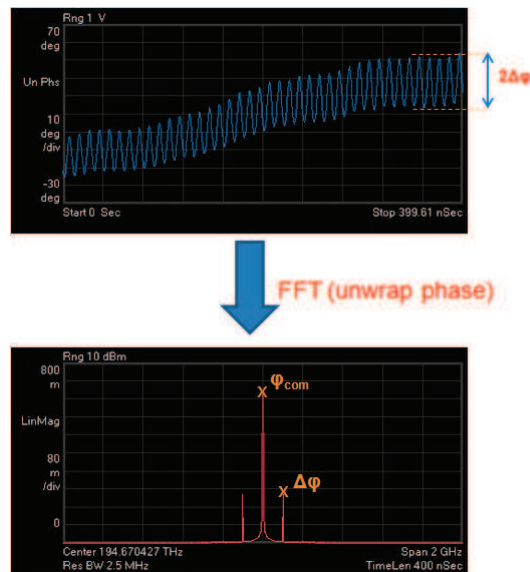 Rng 1 V
70
deg
Un Phs
10
deg
/div
-30
deg
Start 0 Sec
Stop 399.61 nSec
2Δφ
FFT (unwrap phase)
Rng 10 dBm
800
m
LinMag
80
m
/div
0
φcom
Δφ
Center 194.670427 THz
Span 2 GHz
Res BW 2.5 MHz
TimeLen 400 nSec